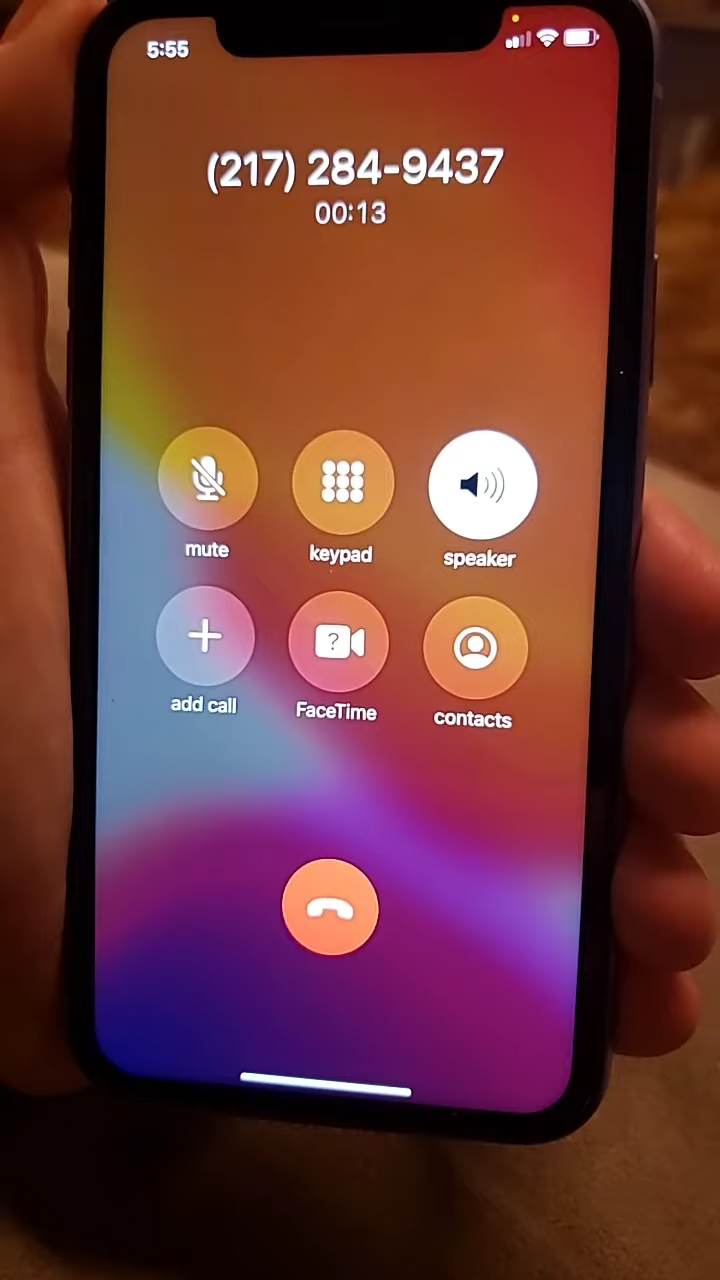 5:55
(217) 284-9437
00:13
mute
keypad
speaker
?
add call
FaceTime
contacts